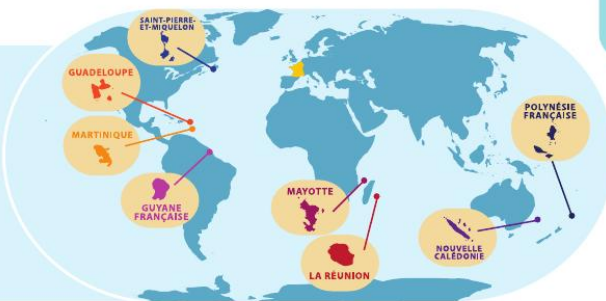 SAINT-PIERRE-
ET-MIQUELON
GUADELOUPE
MARTINIQUE
GUYANE
FRANÇAISE
MAYOTTE
LA RÉUNION
NOUVELLE
CALÉDONIE
POLYNÉSIE
FRANÇAISE